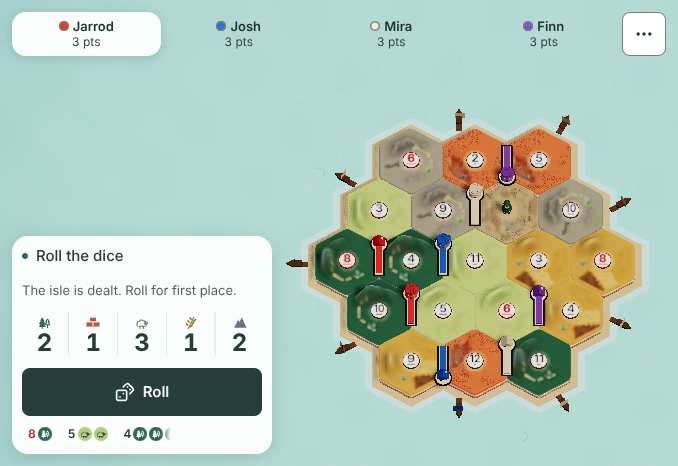 Jarrod
3 pts
Josh
3 pts
Mira
3 pts
Finn
3 pts
6 2 5
3 9 10
8 4 11 3 8
10 5 6 4
9 12 11
Roll the dice
The isle is dealt. Roll for first place.
2 1 3 1 2
Roll
8 5 4